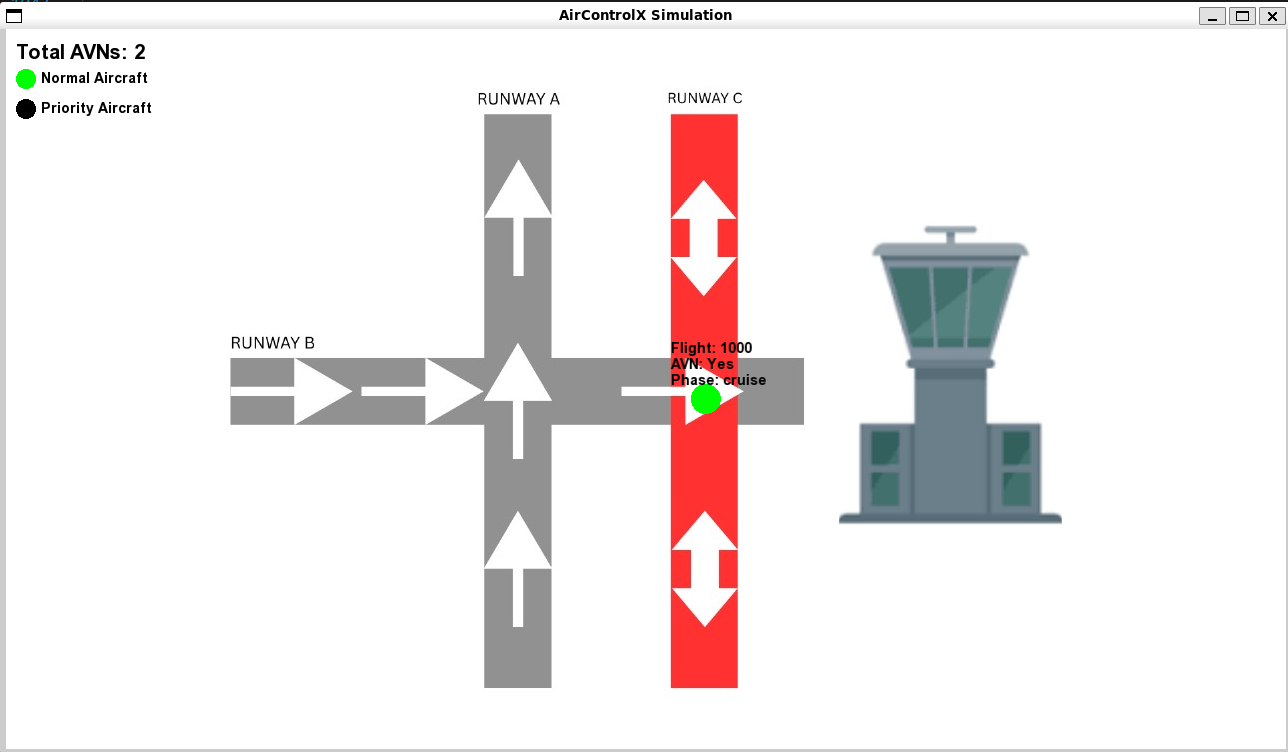 AirControlX Simulation
Total AVNs: 2
Normal Aircraft
Priority Aircraft
RUNWAY A
RUNWAY C
RUNWAY B
Flight: 1000
AVN: Yes
Phase: cruise